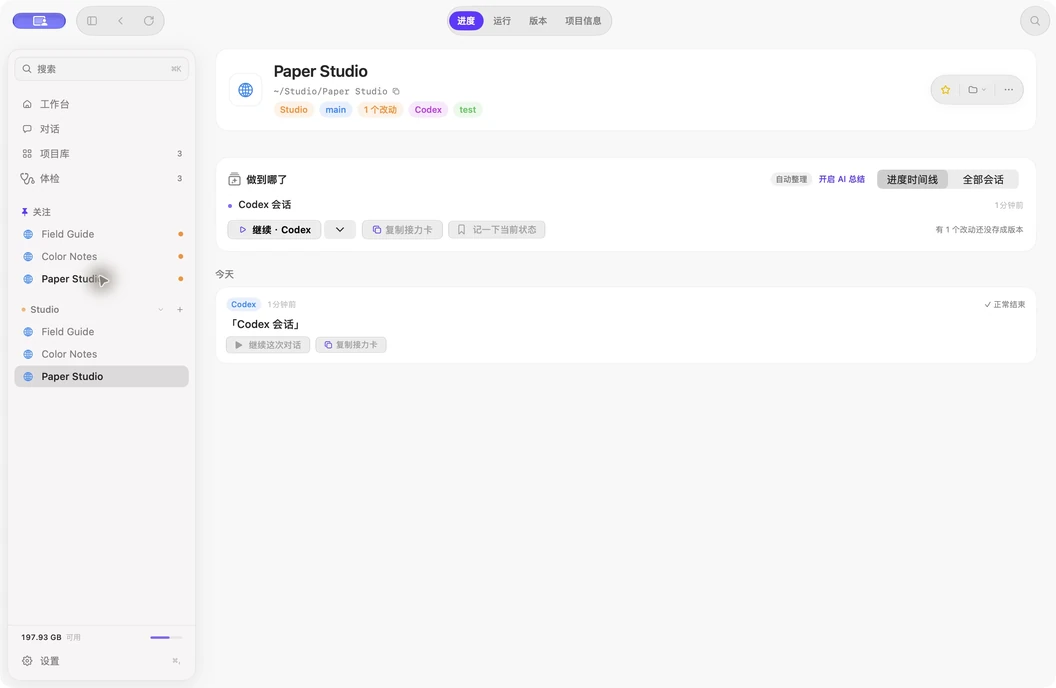 进度 运行 版本 项目信息
搜索 ⌘K
工作台
对话
项目库 3
体检 3
关注
Field Guide
Color Notes
Paper Studio
Studio
Field Guide
Color Notes
Paper Studio
197.93 GB 可用
设置 ⌘,
Paper Studio
~/Studio/Paper Studio
Studio main 1 个改动 Codex test
做到哪了 自动整理 开启 AI 总结 进度时间线 全部会话
Codex 会话 1分钟前
继续 · Codex 复制接力卡 记一下当前状态 有 1 个改动还没存成版本
今天
Codex 1分钟前 正常结束
「Codex 会话」
继续这次对话 复制接力卡